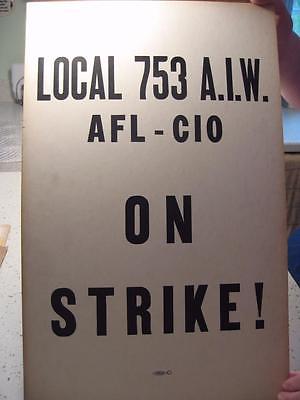 LOCAL 753 A.I.W.
AFL-CIO
ON
STRIKE!